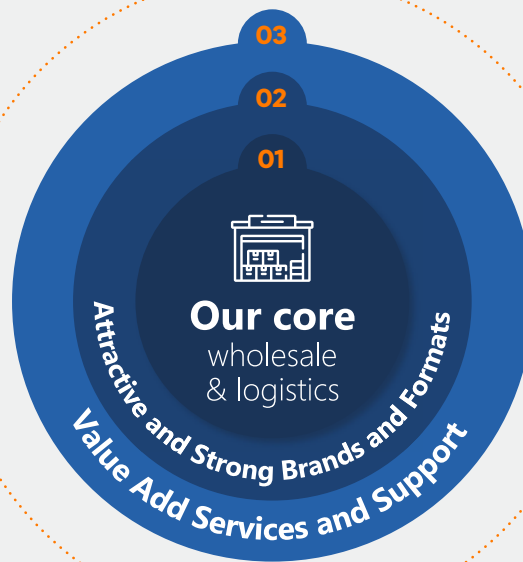 03
02
01
Our core
wholesale
& logistics
Attractive and Strong Brands and Formats
Value Add Services and Support